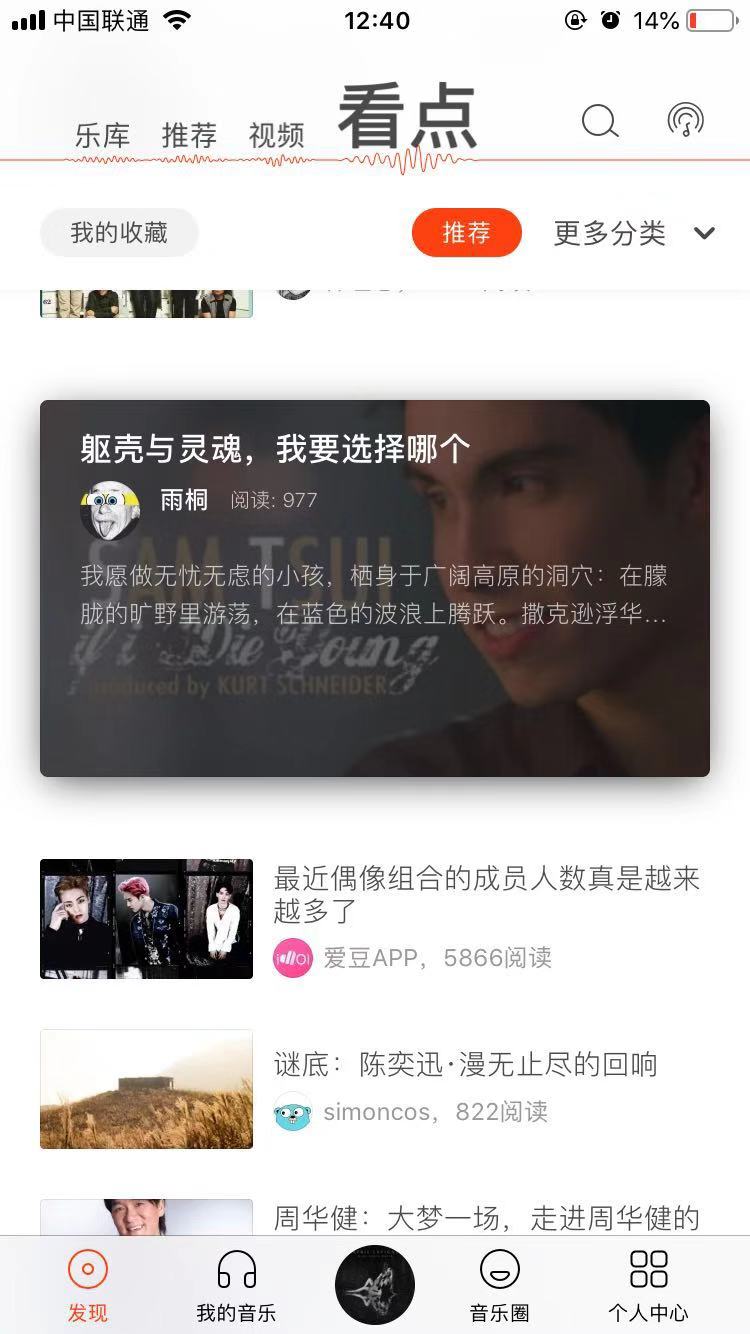 中国联通
12:40
14%
乐库
推荐
视频
看点
我的收藏
推荐
更多分类
躯壳与灵魂，我要选择哪个
雨桐
阅读: 977
SAM TSUI
我愿做无忧无虑的小孩，栖身于广阔高原的洞穴：在朦
胧的旷野里游荡，在蓝色的波浪上腾跃。撒克逊浮华...
if i Die Young
produced by KURT SCHNEIDER
最近偶像组合的成员人数真是越来
越多了
爱豆APP，5866阅读
谜底：陈奕迅·漫无止尽的回响
simoncos，822阅读
周华健：大梦一场，走进周华健的
发现
我的音乐
音乐圈
个人中心